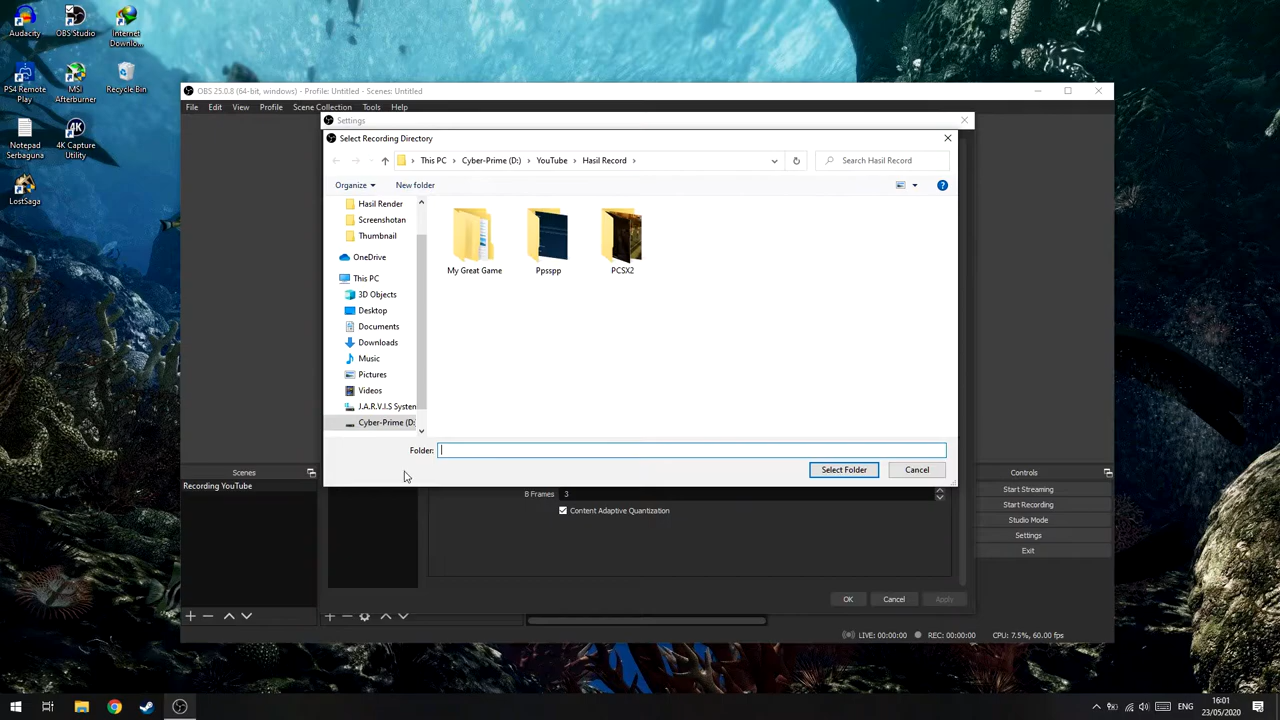 Audacity
OBS Studio
Internet
Downlo...
PS4 Remote
Play
MSI
Afterburner
Recycle Bin
Notepad
Serbaguna
4K Capture
Utility
LostSaga
OBS 25.0.8 (64-bit, windows) - Profile: Untitled - Scenes: Untitled
File Edit View Profile Scene Collection Tools Help
Settings
Select Recording Directory
This PC > Cyber-Prime (D:) > YouTube > Hasil Record >
Search Hasil Record
Organize
New folder
Hasil Render
Screenshotan
Thumbnail
OneDrive
This PC
3D Objects
Desktop
Documents
Downloads
Music
Pictures
Videos
J.A.R.V.I.S System
Cyber-Prime (D:
My Great Game
Ppsspp
PCSX2
Folder:
Select Folder
Cancel
Scenes
Recording YouTube
B Frames 3
Content Adaptive Quantization
OK
Cancel
Apply
Controls
Start Streaming
Start Recording
Studio Mode
Settings
Exit
LIVE: 00:00:00
REC: 00:00:00
CPU: 7.5%, 60.00 fps
ENG
16:01
23/05/2020